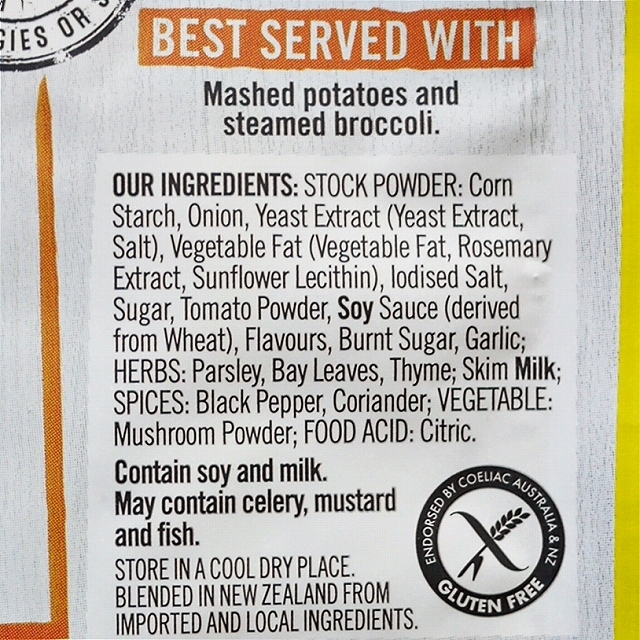 GIES OR S
BEST SERVED WITH
Mashed potatoes and
steamed broccoli.
OUR INGREDIENTS: STOCK POWDER: Corn
Starch, Onion, Yeast Extract (Yeast Extract,
Salt), Vegetable Fat (Vegetable Fat, Rosemary
Extract, Sunflower Lecithin), Iodised Salt,
Sugar, Tomato Powder, Soy Sauce (derived
from Wheat), Flavours, Burnt Sugar, Garlic;
HERBS: Parsley, Bay Leaves, Thyme; Skim Milk;
SPICES: Black Pepper, Coriander; VEGETABLE:
Mushroom Powder; FOOD ACID: Citric.
Contain soy and milk.
May contain celery, mustard
and fish.
STORE IN A COOL DRY PLACE.
BLENDED IN NEW ZEALAND FROM
IMPORTED AND LOCAL INGREDIENTS.
ENDORSED BY COELIAC AUSTRALIA & NZ
GLUTEN FREE